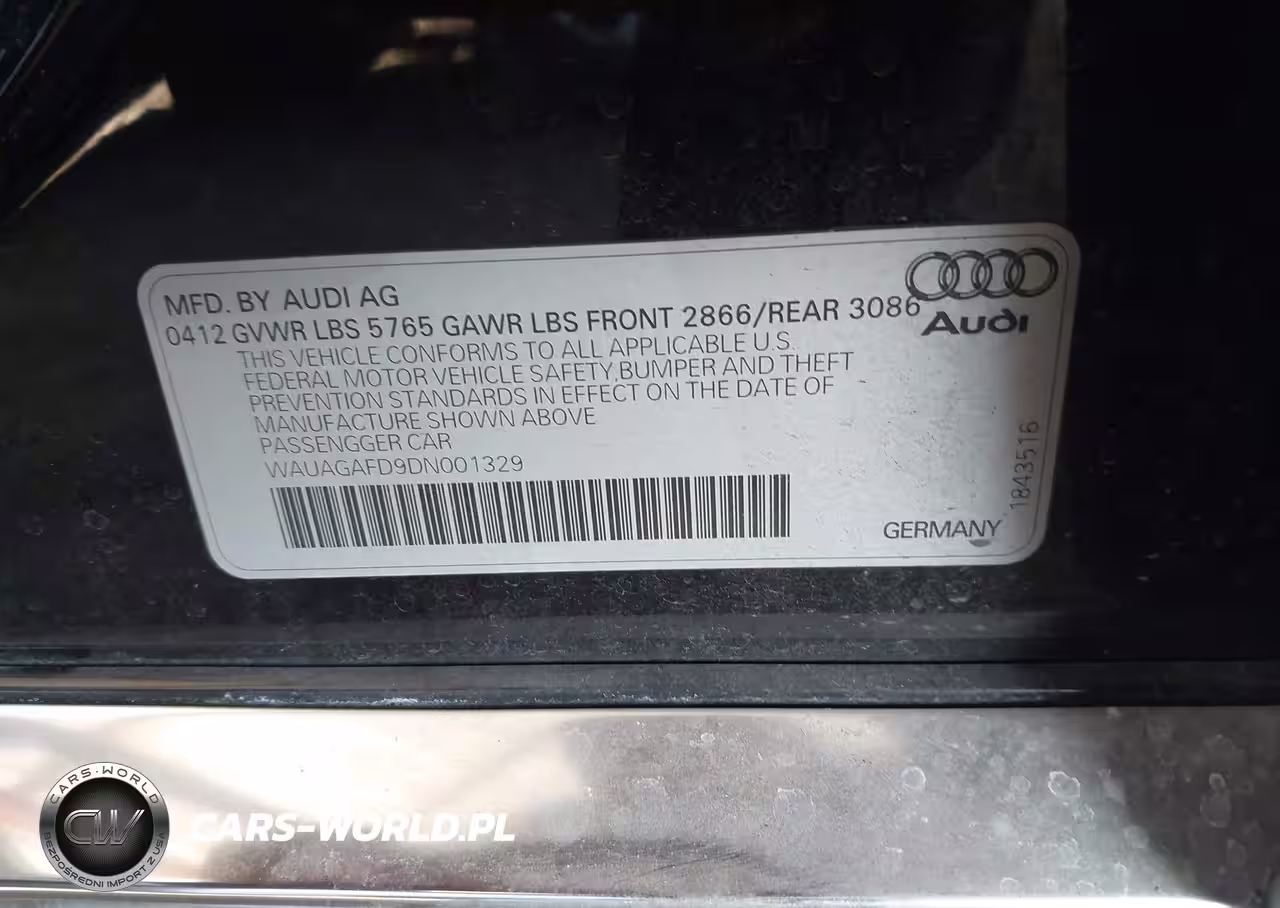 MFD. BY AUDI AG
0412 GVWR LBS 5765 GAWR LBS FRONT 2866/REAR 3086
Audi
THIS VEHICLE CONFORMS TO ALL APPLICABLE U.S.
FEDERAL MOTOR VEHICLE SAFETY,BUMPER AND THEFT
PREVENTION STANDARDS IN EFFECT ON THE DATE OF
MANUFACTURE SHOWN ABOVE
PASSENGGER CAR
WAUAGAFD9DN001329
1843516
GERMANY
CARS-WORLD
CW
BEZPOŚREDNI IMPORT Z USA
CARS-WORLD.PL